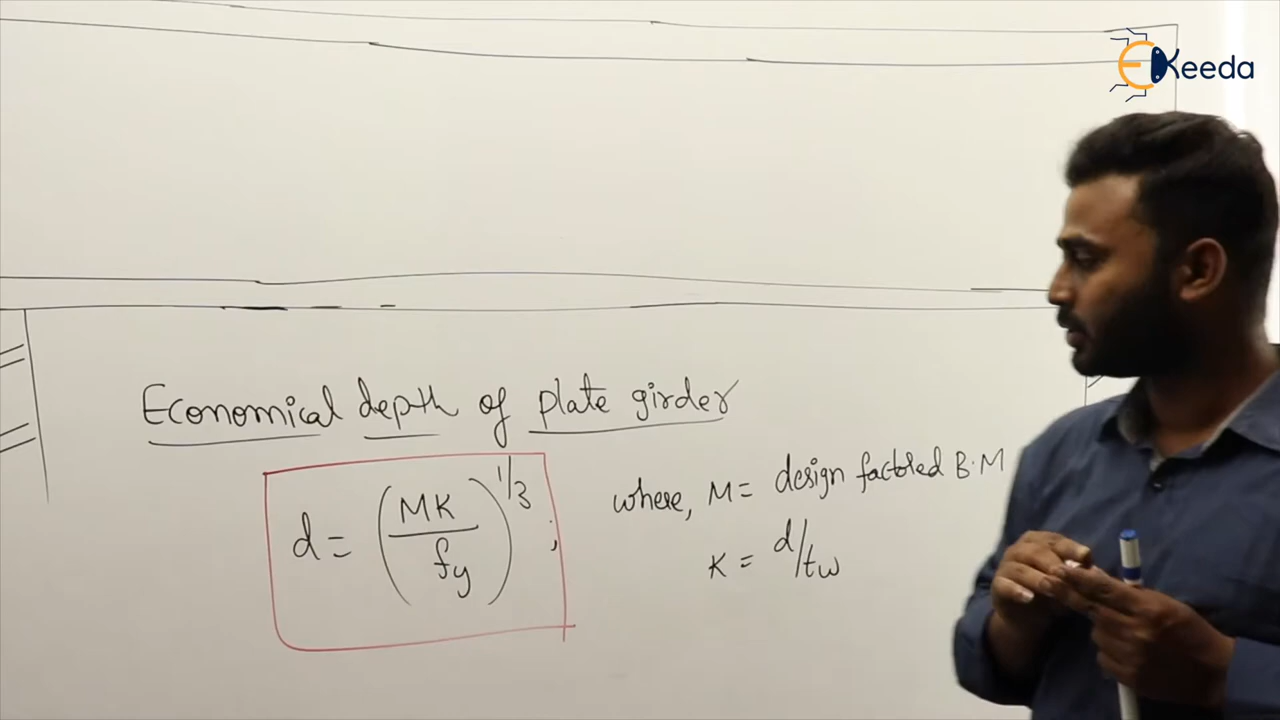 EKeeda
Economical depth of plate girder
d = (MK/fy)^1/3 ;
where, M = design factored B.M
K = d/tw